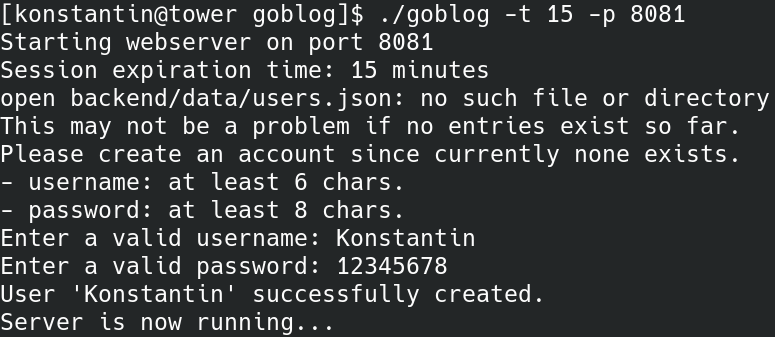 [konstantin@tower goblog]$ ./goblog -t 15 -p 8081
Starting webserver on port 8081
Session expiration time: 15 minutes
open backend/data/users.json: no such file or directory
This may not be a problem if no entries exist so far.
Please create an account since currently none exists.
- username: at least 6 chars.
- password: at least 8 chars.
Enter a valid username: Konstantin
Enter a valid password: 12345678
User 'Konstantin' successfully created.
Server is now running...